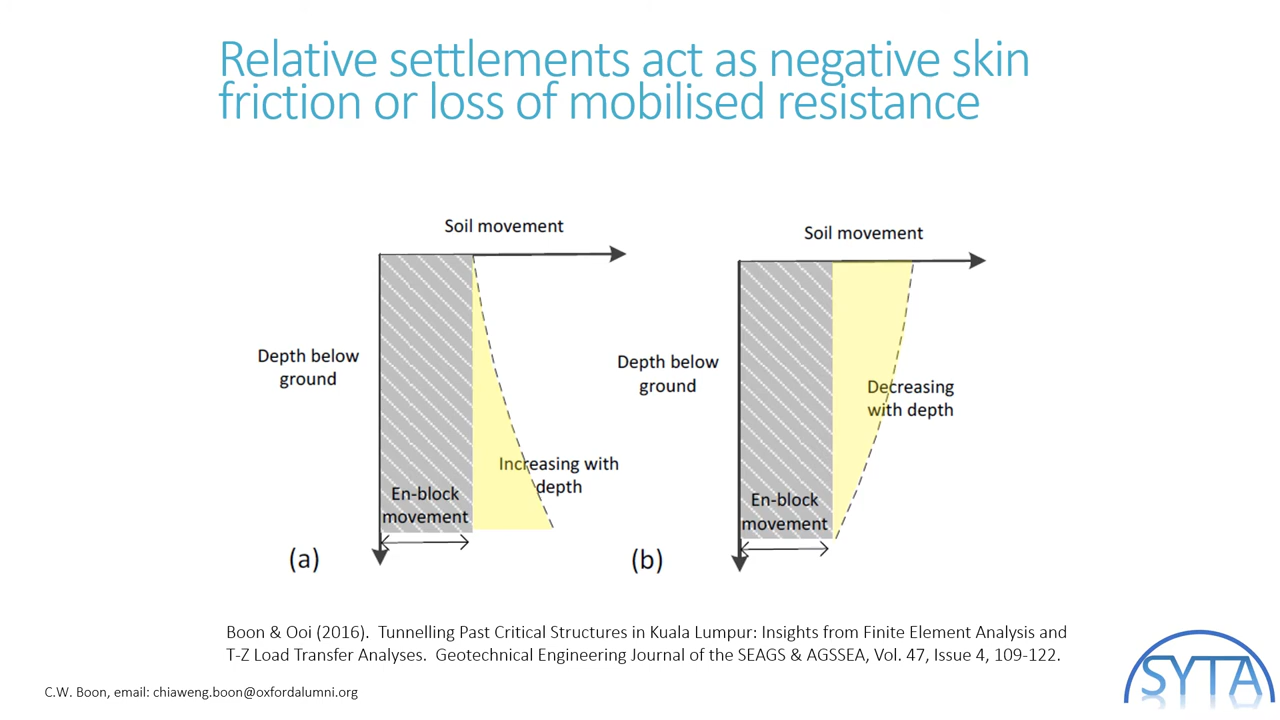 Relative settlements act as negative skin
friction or loss of mobilised resistance
Soil movement
Depth below
ground
Increasing with
depth
En-block
movement
(a)
Soil movement
Depth below
ground
Decreasing
with depth
En-block
movement
(b)
Boon & Ooi (2016). Tunnelling Past Critical Structures in Kuala Lumpur: Insights from Finite Element Analysis and
T-Z Load Transfer Analyses. Geotechnical Engineering Journal of the SEAGS & AGSSEA, Vol. 47, Issue 4, 109-122.
C.W. Boon, email: chiaweng.boon@oxfordalumni.org
SYTA